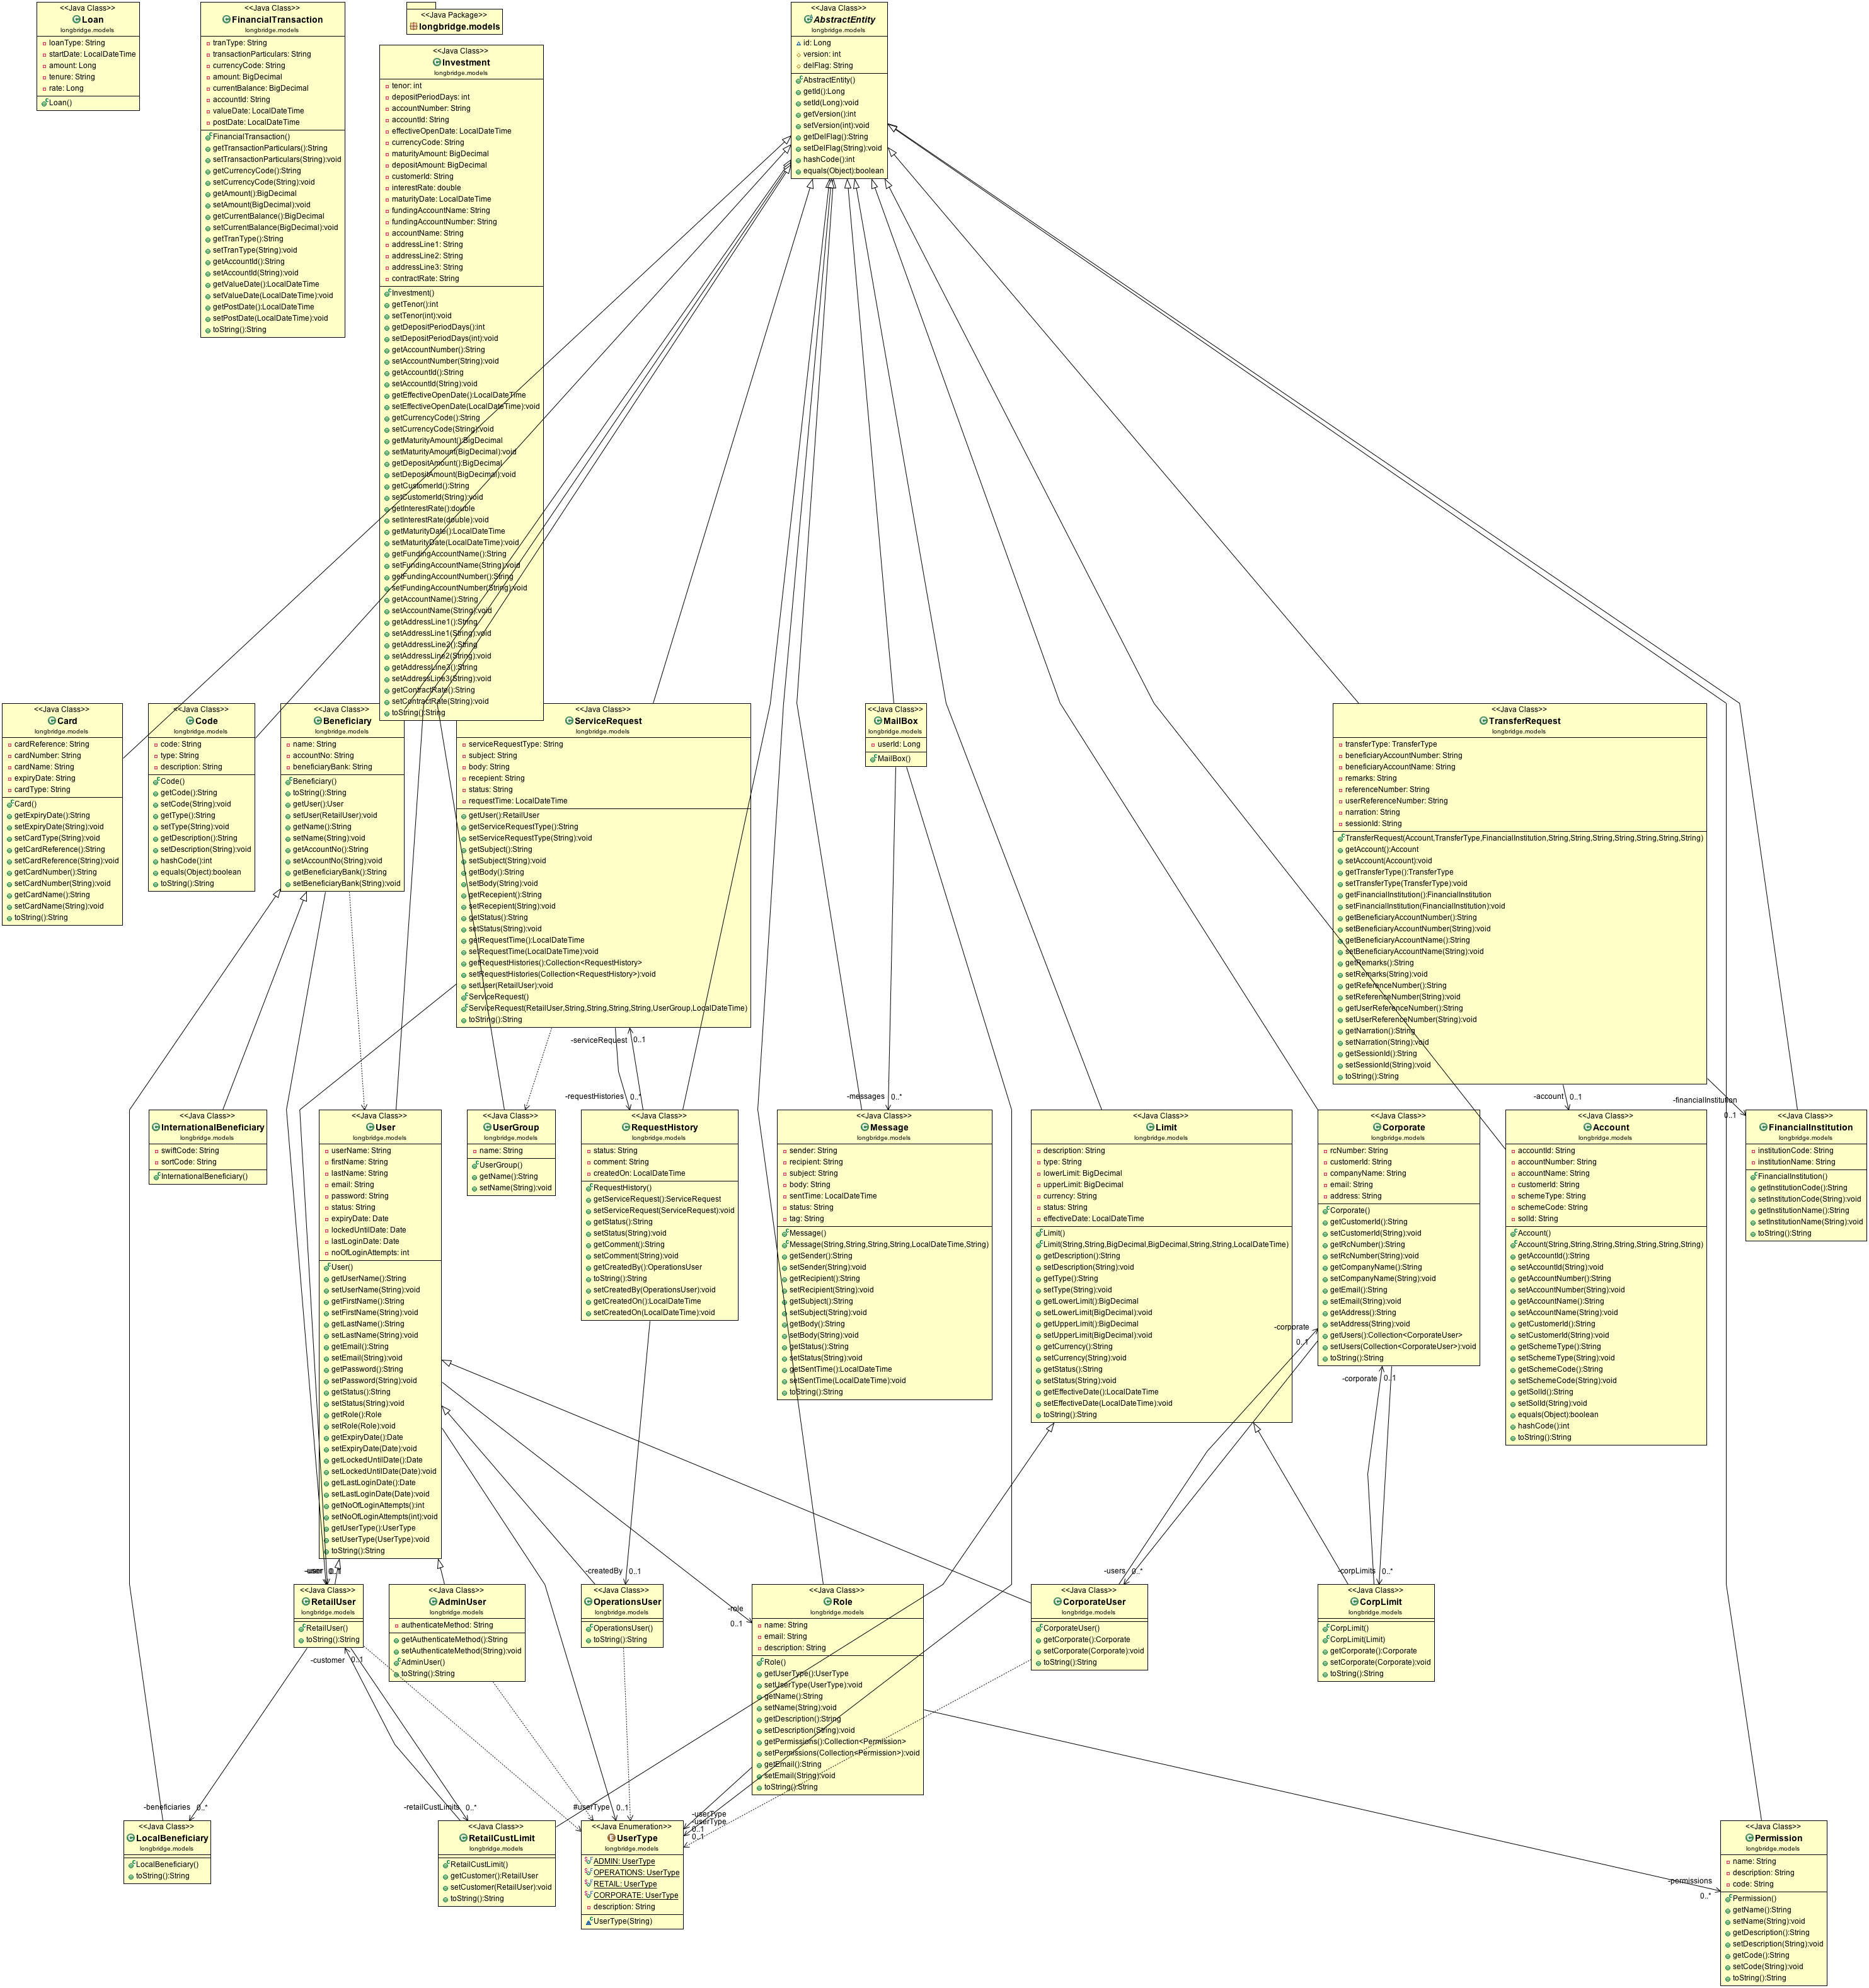 <<Java Class>>
Loan
longbridge.models
loanType: String
startDate: LocalDateTime
amount: Long
tenure: String
rate: Long
Loan()
<<Java Class>>
FinancialTransaction
longbridge.models
tranType: String
transactionParticulars: String
currencyCode: String
amount: BigDecimal
currentBalance: BigDecimal
accountId: String
valueDate: LocalDateTime
postDate: LocalDateTime
FinancialTransaction()
getTransactionParticulars():String
setTransactionParticulars(String):void
getCurrencyCode():String
setCurrencyCode(String):void
getAmount():BigDecimal
setAmount(BigDecimal):void
getCurrentBalance():BigDecimal
setCurrentBalance(BigDecimal):void
getTranType():String
setTranType(String):void
getAccountId():String
setAccountId(String):void
getValueDate():LocalDateTime
setValueDate(LocalDateTime):void
getPostDate():LocalDateTime
setPostDate(LocalDateTime):void
toString():String
<<Java Package>>
longbridge.models
<<Java Class>>
Investment
longbridge.models
tenor: int
depositPeriodDays: int
accountNumber: String
accountId: String
effectiveOpenDate: LocalDateTime
currencyCode: String
maturityAmount: BigDecimal
depositAmount: BigDecimal
customerId: String
interestRate: double
maturityDate: LocalDateTime
fundingAccountName: String
fundingAccountNumber: String
accountName: String
addressLine1: String
addressLine2: String
addressLine3: String
contractRate: String
Investment()
getTenor():int
setTenor(int):void
getDepositPeriodDays():int
setDepositPeriodDays(int):void
getAccountNumber():String
setAccountNumber(String):void
getAccountId():String
setAccountId(String):void
getEffectiveOpenDate():LocalDateTime
setEffectiveOpenDate(LocalDateTime):void
getCurrencyCode():String
setCurrencyCode(String):void
getMaturityAmount():BigDecimal
setMaturityAmount(BigDecimal):void
getDepositAmount():BigDecimal
setDepositAmount(BigDecimal):void
getCustomerId():String
setCustomerId(String):void
getInterestRate():double
setInterestRate(double):void
getMaturityDate():LocalDateTime
setMaturityDate(LocalDateTime):void
getFundingAccountName():String
setFundingAccountName(String):void
getFundingAccountNumber():String
setFundingAccountNumber(String):void
getAccountName():String
setAccountName(String):void
getAddressLine1():String
setAddressLine1(String):void
getAddressLine2():String
setAddressLine2(String):void
getAddressLine3():String
setAddressLine3(String):void
getContractRate():String
setContractRate(String):void
toString():String
<<Java Class>>
AbstractEntity
longbridge.models
id: Long
version: int
delFlag: String
AbstractEntity()
getId():Long
setId(Long):void
getVersion():int
setVersion(int):void
getDelFlag():String
setDelFlag(String):void
hashCode():int
equals(Object):boolean
<<Java Class>>
Card
longbridge.models
cardReference: String
cardNumber: String
cardName: String
expiryDate: String
cardType: String
Card()
getExpiryDate():String
setExpiryDate(String):void
setCardType(String):void
getCardReference():String
setCardReference(String):void
getCardNumber():String
setCardNumber(String):void
getCardName():String
setCardName(String):void
toString():String
<<Java Class>>
Code
longbridge.models
code: String
type: String
description: String
Code()
getCode():String
setCode(String):void
getType():String
setType(String):void
getDescription():String
setDescription(String):void
hashCode():int
equals(Object):boolean
toString():String
<<Java Class>>
Beneficiary
longbridge.models
name: String
accountNo: String
beneficiaryBank: String
Beneficiary()
toString():String
getUser():User
setUser(RetailUser):void
getName():String
setName(String):void
getAccountNo():String
setAccountNo(String):void
getBeneficiaryBank():String
setBeneficiaryBank(String):void
<<Java Class>>
ServiceRequest
longbridge.models
serviceRequestType: String
subject: String
body: String
recepient: String
status: String
requestTime: LocalDateTime
getUser():RetailUser
getServiceRequestType():String
setServiceRequestType(String):void
getSubject():String
setSubject(String):void
getBody():String
setBody(String):void
getRecepient():String
setRecepient(String):void
getStatus():String
setStatus(String):void
getRequestTime():LocalDateTime
setRequestTime(LocalDateTime):void
getRequestHistories():Collection<RequestHistory>
setRequestHistories(Collection<RequestHistory>):void
setUser(RetailUser):void
ServiceRequest()
ServiceRequest(RetailUser,String,String,String,String,UserGroup,LocalDateTime)
toString():String
<<Java Class>>
MailBox
longbridge.models
userId: Long
MailBox()
<<Java Class>>
TransferRequest
longbridge.models
transferType: TransferType
beneficiaryAccountNumber: String
beneficiaryAccountName: String
remarks: String
referenceNumber: String
userReferenceNumber: String
narration: String
sessionId: String
TransferRequest(Account,TransferType,FinancialInstitution,String,String,String,String,String,String,String)
getAccount():Account
setAccount(Account):void
getTransferType():TransferType
setTransferType(TransferType):void
getFinancialInstitution():FinancialInstitution
setFinancialInstitution(FinancialInstitution):void
getBeneficiaryAccountNumber():String
setBeneficiaryAccountNumber(String):void
getBeneficiaryAccountName():String
setBeneficiaryAccountName(String):void
getRemarks():String
setRemarks(String):void
getReferenceNumber():String
setReferenceNumber(String):void
getUserReferenceNumber():String
setUserReferenceNumber(String):void
getNarration():String
setNarration(String):void
getSessionId():String
setSessionId(String):void
toString():String
-serviceRequest 0..1
-requestHistories 0..*
-messages 0..*
-account 0..1
-financialInstitution
0..1
<<Java Class>>
InternationalBeneficiary
longbridge.models
swiftCode: String
sortCode: String
InternationalBeneficiary()
<<Java Class>>
User
longbridge.models
userName: String
firstName: String
lastName: String
email: String
password: String
status: String
expiryDate: Date
lockedUntilDate: Date
lastLoginDate: Date
noOfLoginAttempts: int
User()
getUserName():String
setUserName(String):void
getFirstName():String
setFirstName(String):void
getLastName():String
setLastName(String):void
getEmail():String
setEmail(String):void
getPassword():String
setPassword(String):void
getStatus():String
setStatus(String):void
getRole():Role
setRole(Role):void
getExpiryDate():Date
setExpiryDate(Date):void
getLockedUntilDate():Date
setLockedUntilDate(Date):void
getLastLoginDate():Date
setLastLoginDate(Date):void
getNoOfLoginAttempts():int
setNoOfLoginAttempts(int):void
getUserType():UserType
setUserType(UserType):void
toString():String
<<Java Class>>
UserGroup
longbridge.models
name: String
UserGroup()
getName():String
setName(String):void
<<Java Class>>
RequestHistory
longbridge.models
status: String
comment: String
createdOn: LocalDateTime
RequestHistory()
getServiceRequest():ServiceRequest
setServiceRequest(ServiceRequest):void
getStatus():String
setStatus(String):void
getComment():String
setComment(String):void
getCreatedBy():OperationsUser
toString():String
setCreatedBy(OperationsUser):void
getCreatedOn():LocalDateTime
setCreatedOn(LocalDateTime):void
<<Java Class>>
Message
longbridge.models
sender: String
recipient: String
subject: String
body: String
sentTime: LocalDateTime
status: String
tag: String
Message()
Message(String,String,String,String,LocalDateTime,String)
getSender():String
setSender(String):void
getRecipient():String
setRecipient(String):void
getSubject():String
setSubject(String):void
getBody():String
setBody(String):void
getStatus():String
setStatus(String):void
getSentTime():LocalDateTime
setSentTime(LocalDateTime):void
toString():String
<<Java Class>>
Limit
longbridge.models
description: String
type: String
lowerLimit: BigDecimal
upperLimit: BigDecimal
currency: String
status: String
effectiveDate: LocalDateTime
Limit()
Limit(String,String,BigDecimal,BigDecimal,String,String,LocalDateTime)
getDescription():String
setDescription(String):void
getType():String
setType(String):void
getLowerLimit():BigDecimal
setLowerLimit(BigDecimal):void
getUpperLimit():BigDecimal
setUpperLimit(BigDecimal):void
getCurrency():String
setCurrency(String):void
getStatus():String
setStatus(String):void
getEffectiveDate():LocalDateTime
setEffectiveDate(LocalDateTime):void
toString():String
<<Java Class>>
Corporate
longbridge.models
rcNumber: String
customerId: String
companyName: String
email: String
address: String
Corporate()
getCustomerId():String
setCustomerId(String):void
getRcNumber():String
setRcNumber(String):void
getCompanyName():String
setCompanyName(String):void
getEmail():String
setEmail(String):void
getAddress():String
setAddress(String):void
getUsers():Collection<CorporateUser>
setUsers(Collection<CorporateUser>):void
toString():String
<<Java Class>>
Account
longbridge.models
accountId: String
accountNumber: String
accountName: String
customerId: String
schemeType: String
schemeCode: String
solId: String
Account()
Account(String,String,String,String,String,String,String)
getAccountId():String
setAccountId(String):void
getAccountNumber():String
setAccountNumber(String):void
getAccountName():String
setAccountName(String):void
getCustomerId():String
setCustomerId(String):void
getSchemeType():String
setSchemeType(String):void
getSchemeCode():String
setSchemeCode(String):void
getSolId():String
setSolId(String):void
equals(Object):boolean
hashCode():int
toString():String
<<Java Class>>
FinancialInstitution
longbridge.models
institutionCode: String
institutionName: String
FinancialInstitution()
getInstitutionCode():String
setInstitutionCode(String):void
getInstitutionName():String
setInstitutionName(String):void
toString():String
-corporate
0..1
-corporate 0..1
-user 0..1
-createdBy 0..1
-role
0..1
-users 0..*
-corpLimits 0..*
<<Java Class>>
RetailUser
longbridge.models
RetailUser()
toString():String
<<Java Class>>
AdminUser
longbridge.models
authenticateMethod: String
getAuthenticateMethod():String
setAuthenticateMethod(String):void
AdminUser()
toString():String
<<Java Class>>
OperationsUser
longbridge.models
OperationsUser()
toString():String
<<Java Class>>
Role
longbridge.models
name: String
email: String
description: String
Role()
getUserType():UserType
setUserType(UserType):void
getName():String
setName(String):void
getDescription():String
setDescription(String):void
getPermissions():Collection<Permission>
setPermissions(Collection<Permission>):void
getEmail():String
setEmail(String):void
toString():String
<<Java Class>>
CorporateUser
longbridge.models
CorporateUser()
getCorporate():Corporate
setCorporate(Corporate):void
toString():String
<<Java Class>>
CorpLimit
longbridge.models
CorpLimit()
CorpLimit(Limit)
getCorporate():Corporate
setCorporate(Corporate):void
toString():String
-customer 0..1
-beneficiaries 0..*
-retailCustLimits 0..*
#userType 0..1
-userType
-userType
0..1
0..1
-permissions
0..*
<<Java Class>>
LocalBeneficiary
longbridge.models
LocalBeneficiary()
toString():String
<<Java Class>>
RetailCustLimit
longbridge.models
RetailCustLimit()
getCustomer():RetailUser
setCustomer(RetailUser):void
toString():String
<<Java Enumeration>>
UserType
longbridge.models
ADMIN: UserType
OPERATIONS: UserType
RETAIL: UserType
CORPORATE: UserType
description: String
UserType(String)
<<Java Class>>
Permission
longbridge.models
name: String
description: String
code: String
Permission()
getName():String
setName(String):void
getDescription():String
setDescription(String):void
getCode():String
setCode(String):void
toString():String